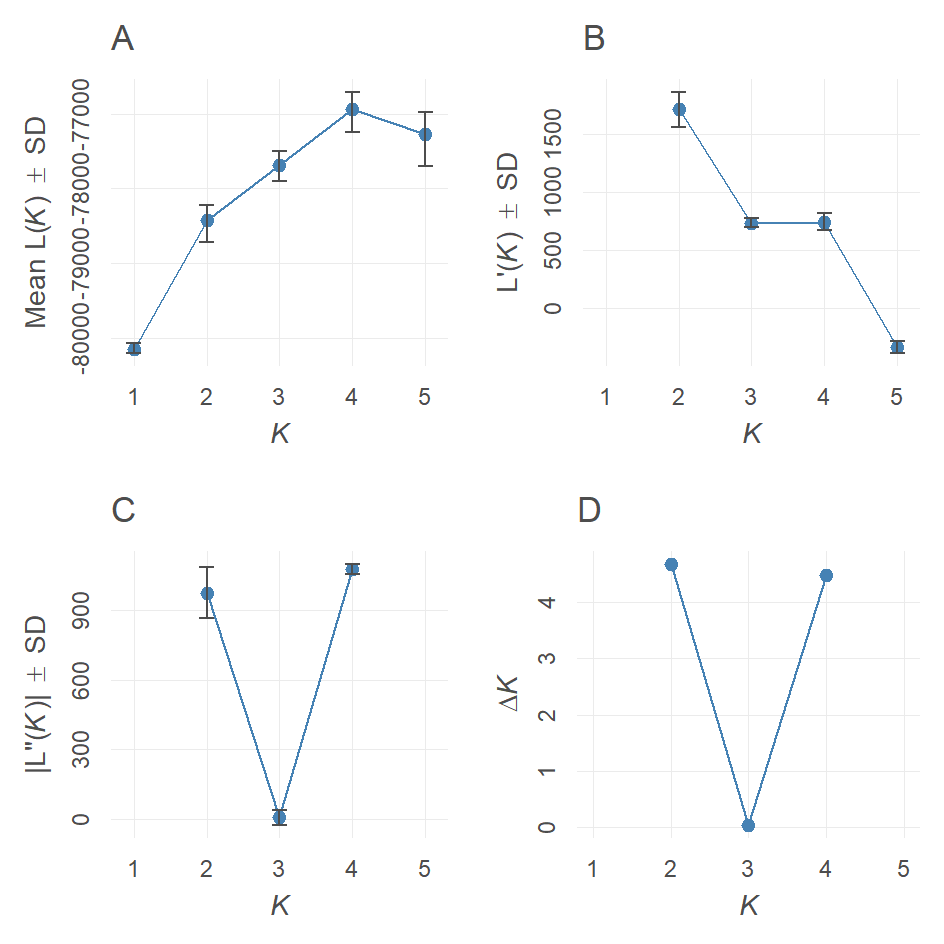 A
Mean L(K) ± SD
-80000 -79000 -78000 -77000
1 2 3 4 5
K
B
L'(K) ± SD
0 500 1000 1500
1 2 3 4 5
K
C
|L"(K)| ± SD
0 300 600 900
1 2 3 4 5
K
D
ΔK
0 1 2 3 4
1 2 3 4 5
K